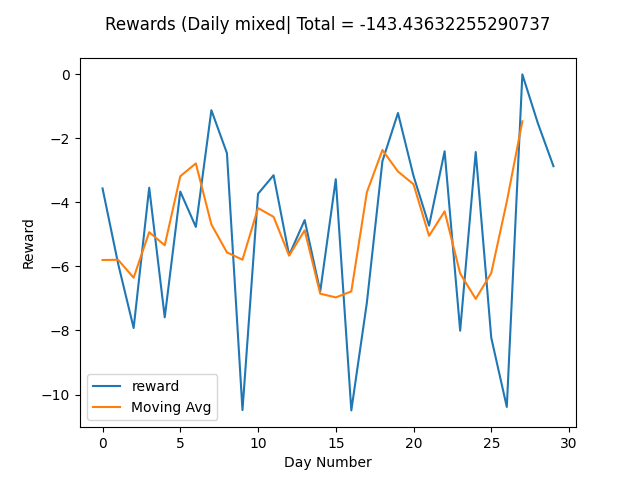 Rewards (Daily mixed| Total = -143.43632255290737
0
−2
−4
−6
−8
−10
Reward
reward
Moving Avg
0 5 10 15 20 25 30
Day Number